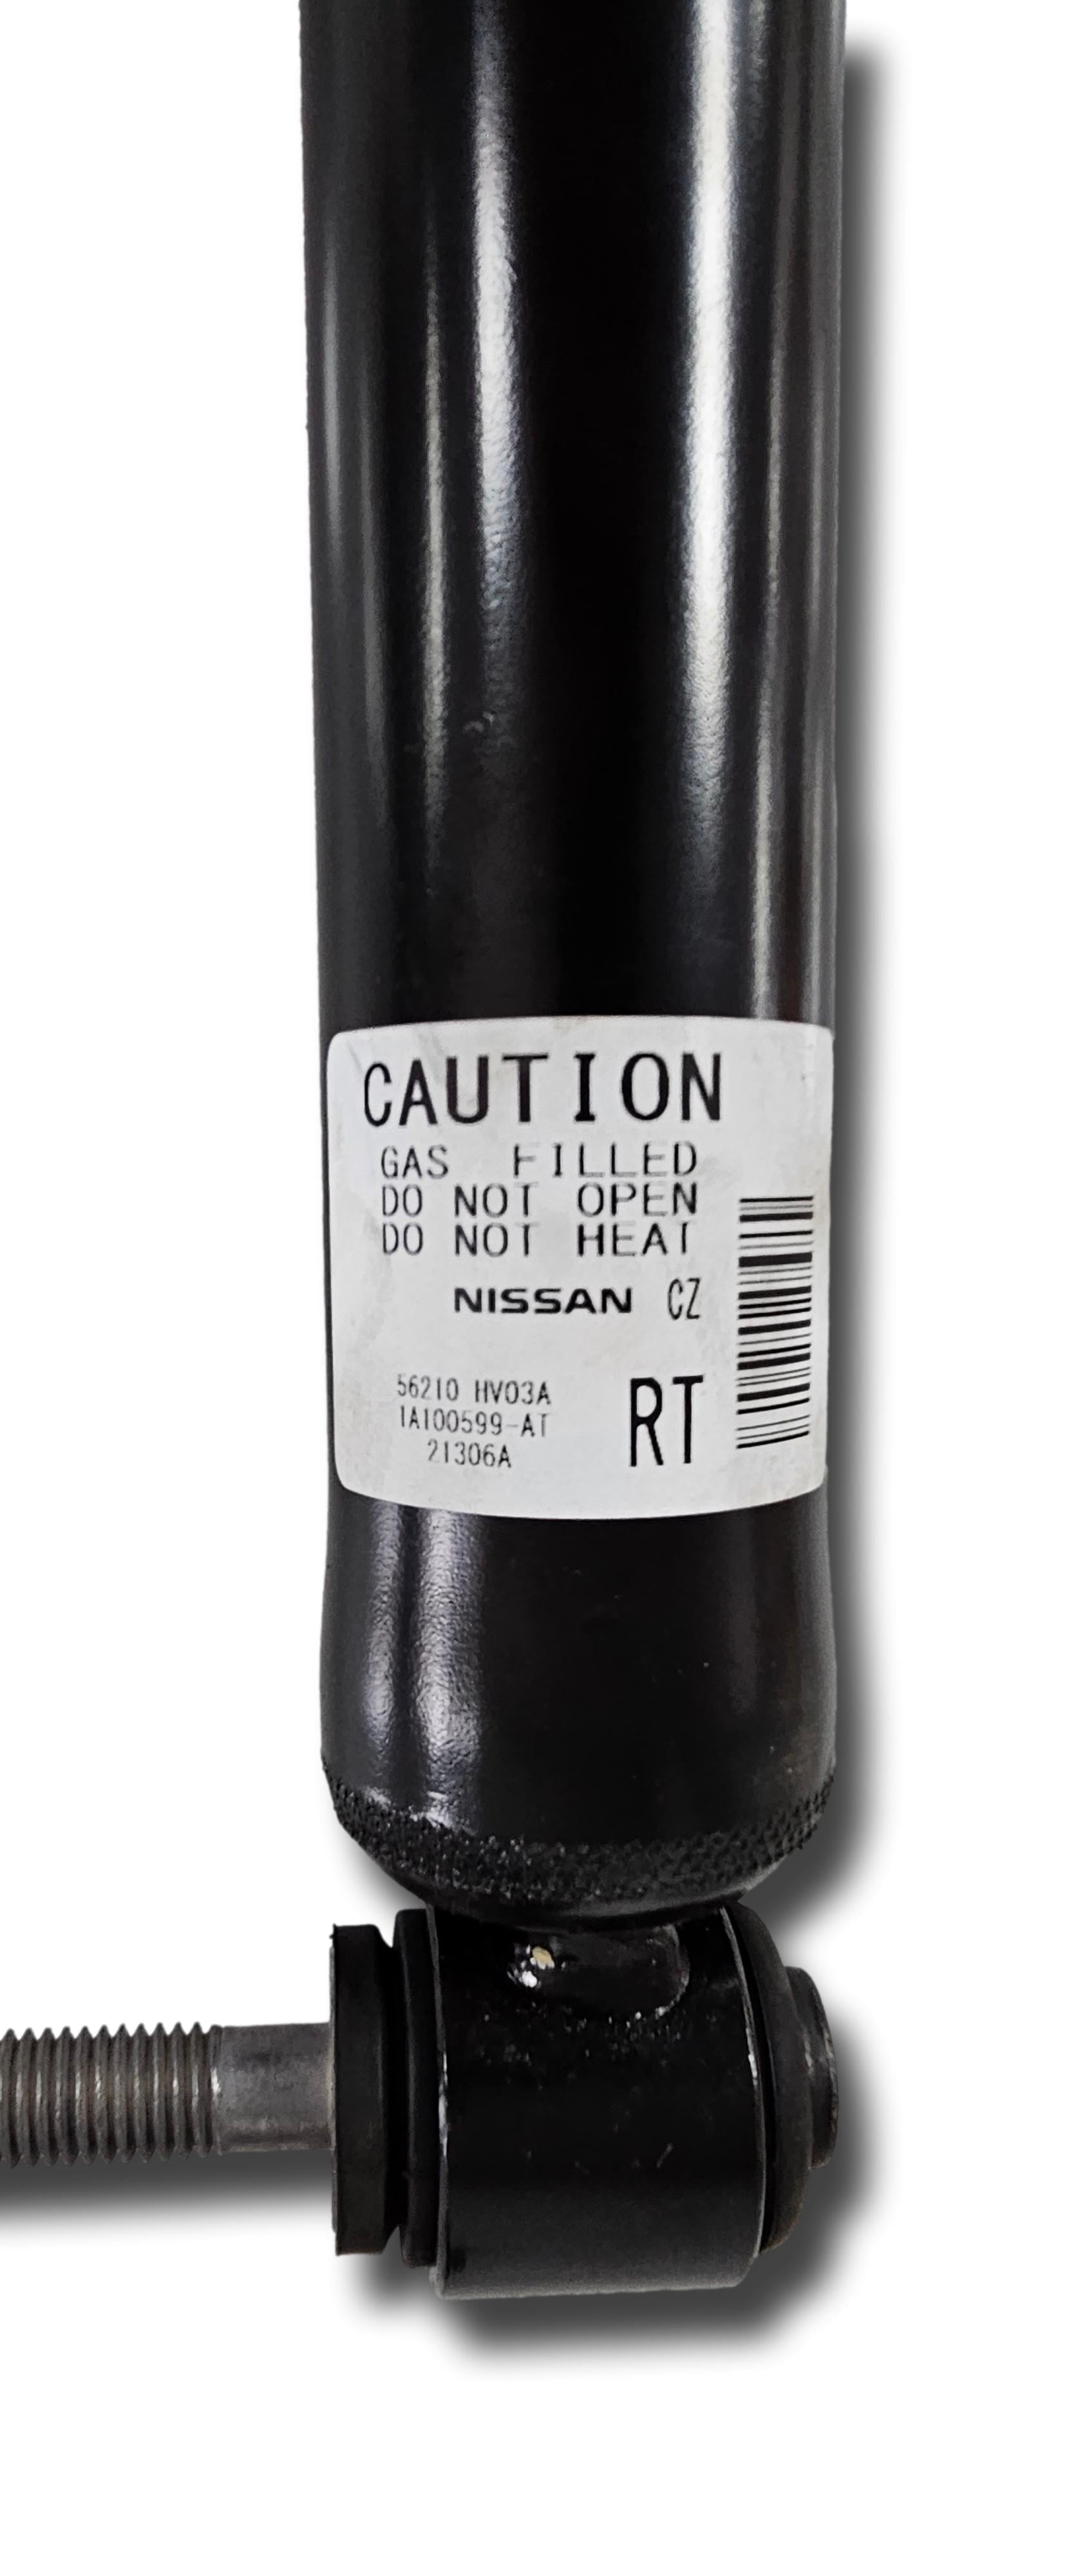 CAUTION
GAS FILLED
DO NOT OPEN
DO NOT HEAT
NISSAN CZ
56210 HV03A
1A100599-AT
21306A
RT